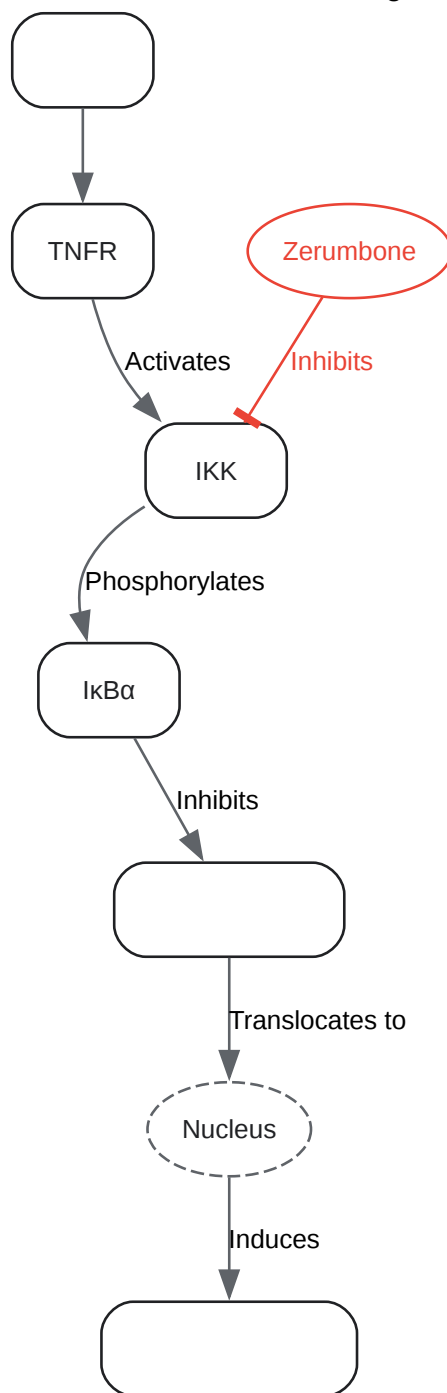 TNFR
Zerumbone
Activates
Inhibits
IKK
Phosphorylates
IκBα
Inhibits
Translocates to
Nucleus
Induces